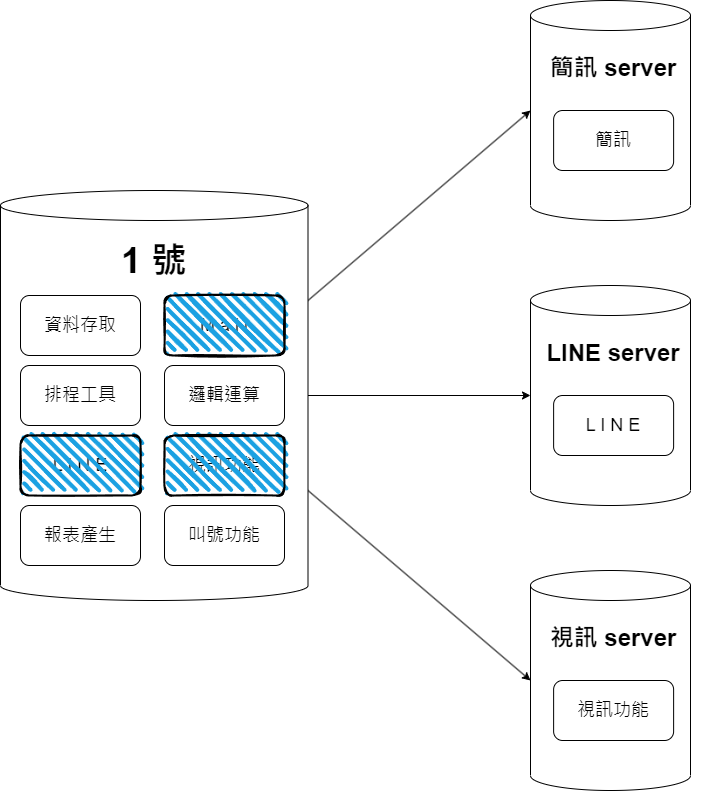 簡訊 server
簡訊
1 號
資料存取
M a i l
排程工具
邏輯運算
L I N E
視訊功能
報表產生
叫號功能
LINE server
L I N E
視訊 server
視訊功能